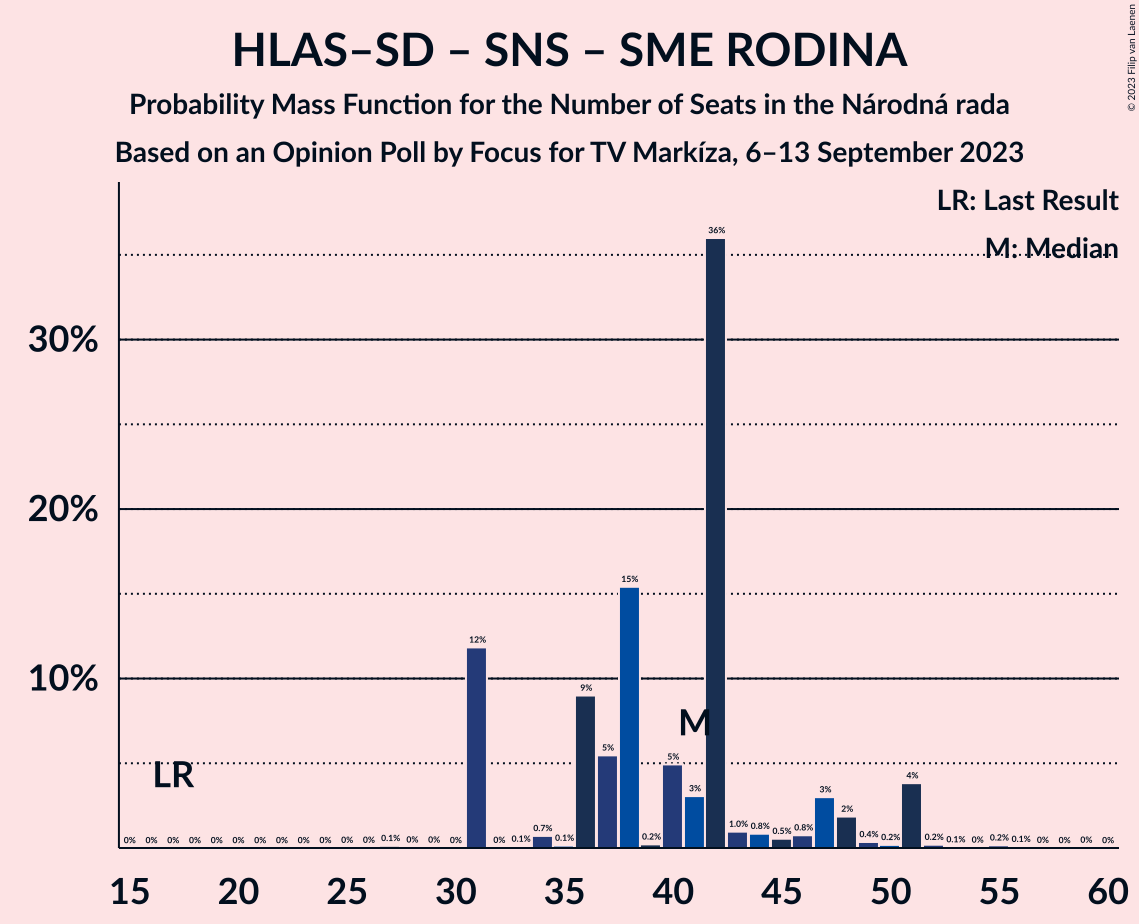 HLAS–SD – SNS – SME RODINA
Probability Mass Function for the Number of Seats in the Národná rada
Based on an Opinion Poll by Focus for TV Markíza, 6–13 September 2023
© 2023 Filip van Laenen
LR: Last Result
M: Median
36%
30%
20%
15%
12%
10%
9%
M
5% 5%
LR
4%
3% 3%
2%
0% 0% 0% 0% 0% 0% 0% 0% 0% 0% 0% 0% 0.1% 0% 0% 0% 0% 0.1% 0.7% 0.1% 0.2% 1.0% 0.8% 0.5% 0.8% 0.4% 0.2% 0.2% 0.1% 0% 0.2% 0.1% 0% 0% 0% 0%
15 20 25 30 35 40 45 50 55 60